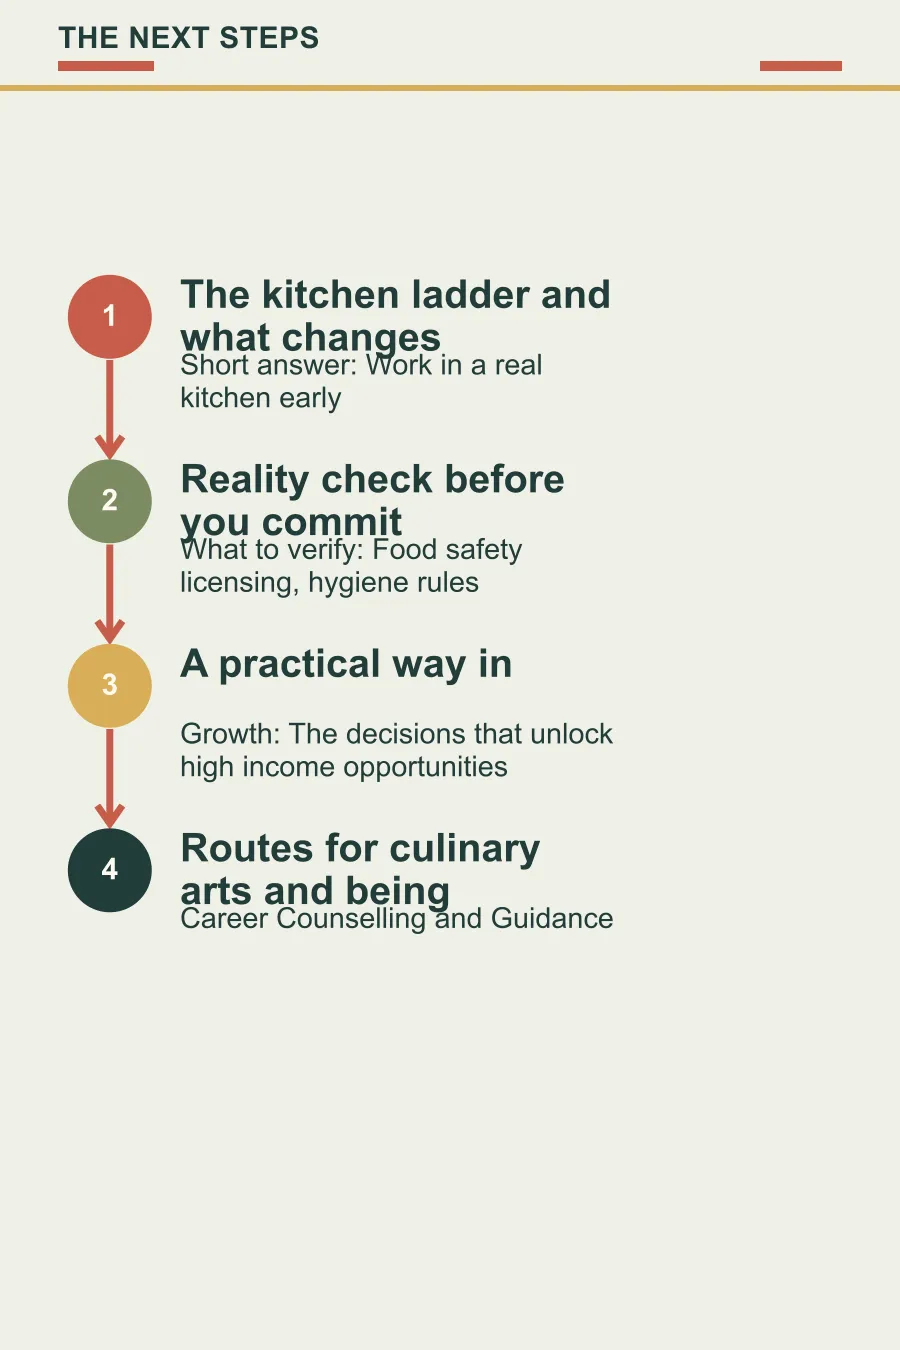 THE NEXT STEPS
1
The kitchen ladder and
what changes
Short answer: Work in a real
kitchen early
2
Reality check before
you commit
What to verify: Food safety
licensing, hygiene rules
3
A practical way in
Growth: The decisions that unlock
high income opportunities
4
Routes for culinary
arts and being
Career Counselling and Guidance